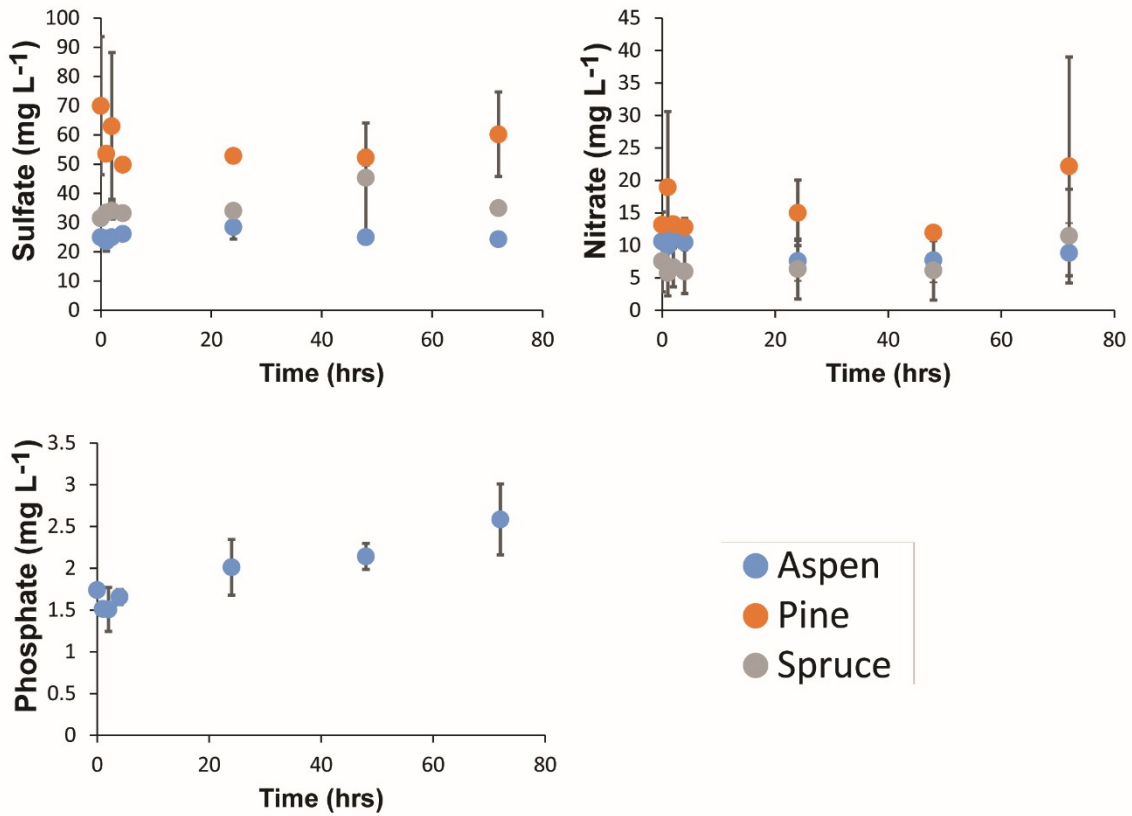 Sulfate (mg L-1)
100
90
80
70
60
50
40
30
20
10
0
0 20 40 60 80
Time (hrs)
Nitrate (mg L-1)
45
40
35
30
25
20
15
10
5
0
0 20 40 60 80
Time (hrs)
Phosphate (mg L-1)
3.5
3
2.5
2
1.5
1
0.5
0
0 20 40 60 80
Time (hrs)
Aspen
Pine
Spruce